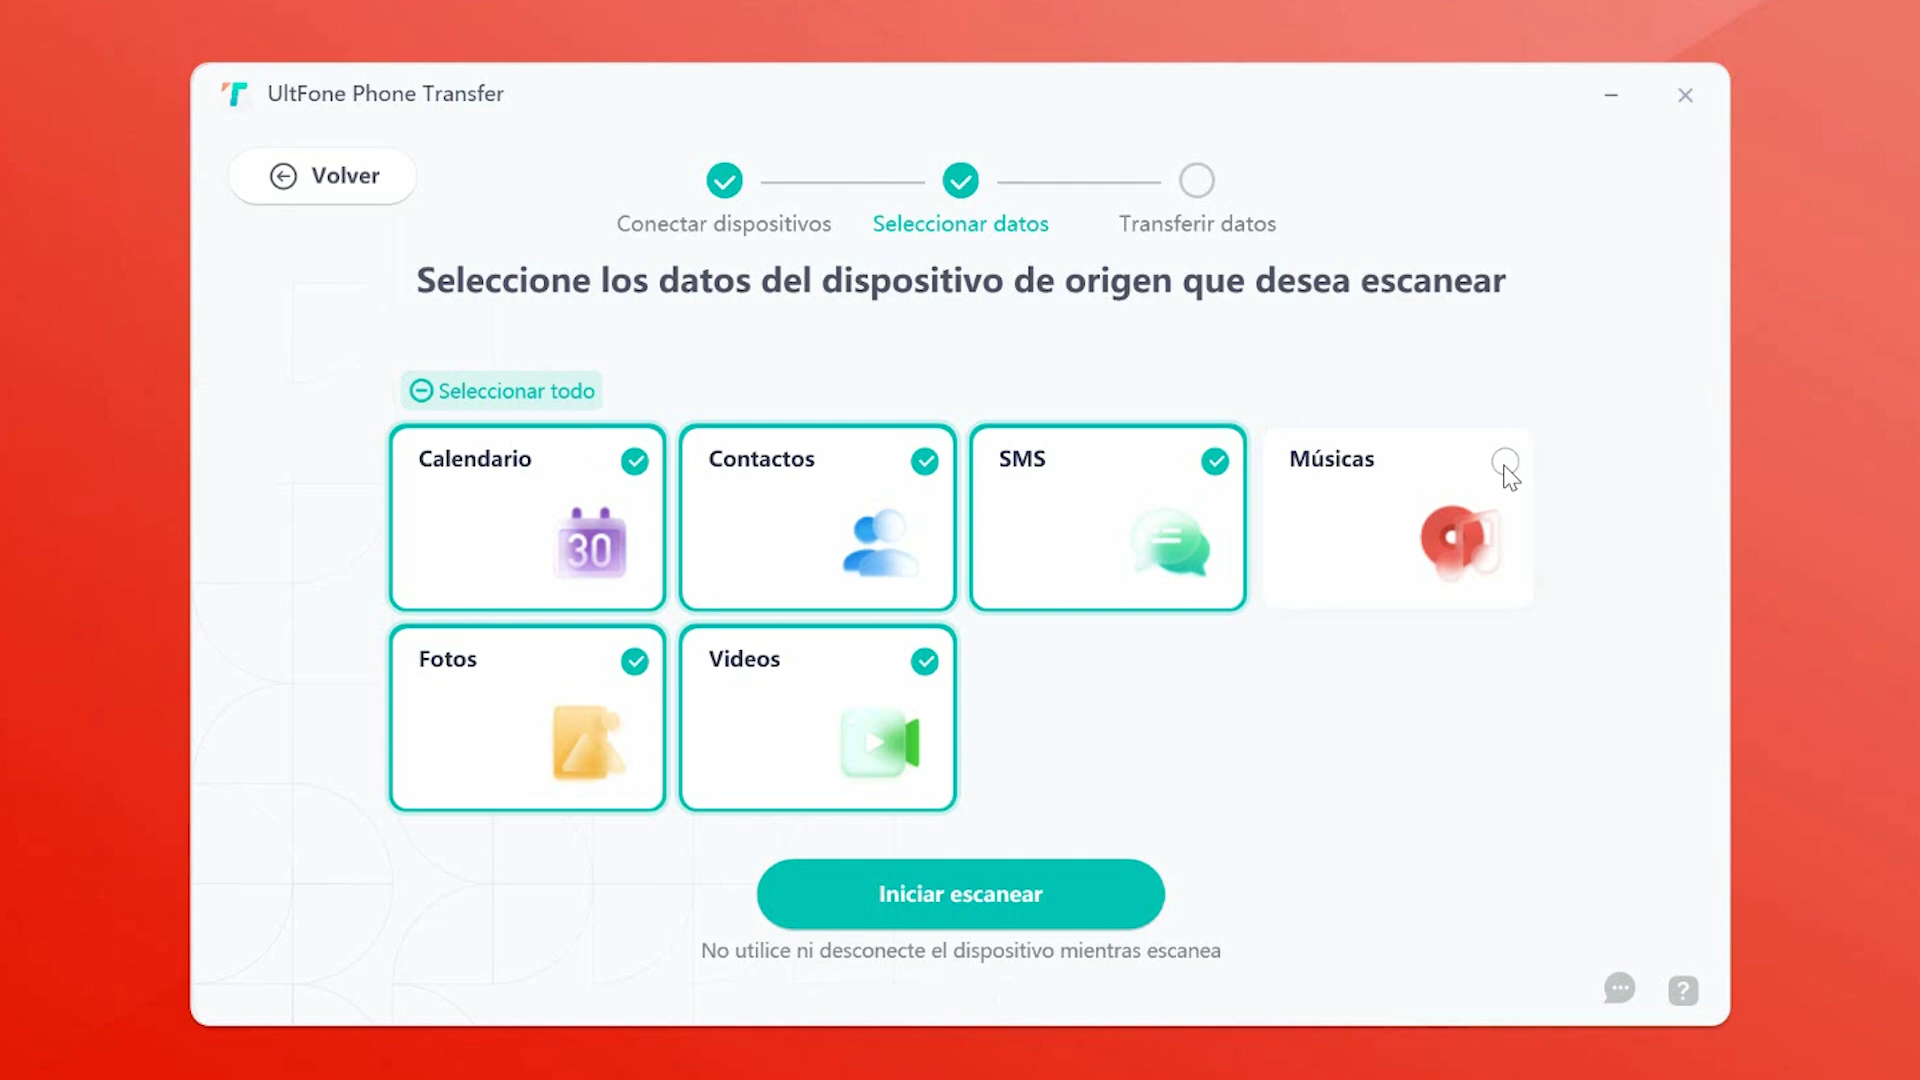 UltFone Phone Transfer
Volver
Conectar dispositivos
Seleccionar datos
Transferir datos
Seleccione los datos del dispositivo de origen que desea escanear
Seleccionar todo
Calendario
Contactos
SMS
Músicas
30
Fotos
Videos
Iniciar escanear
No utilice ni desconecte el dispositivo mientras escanea
?